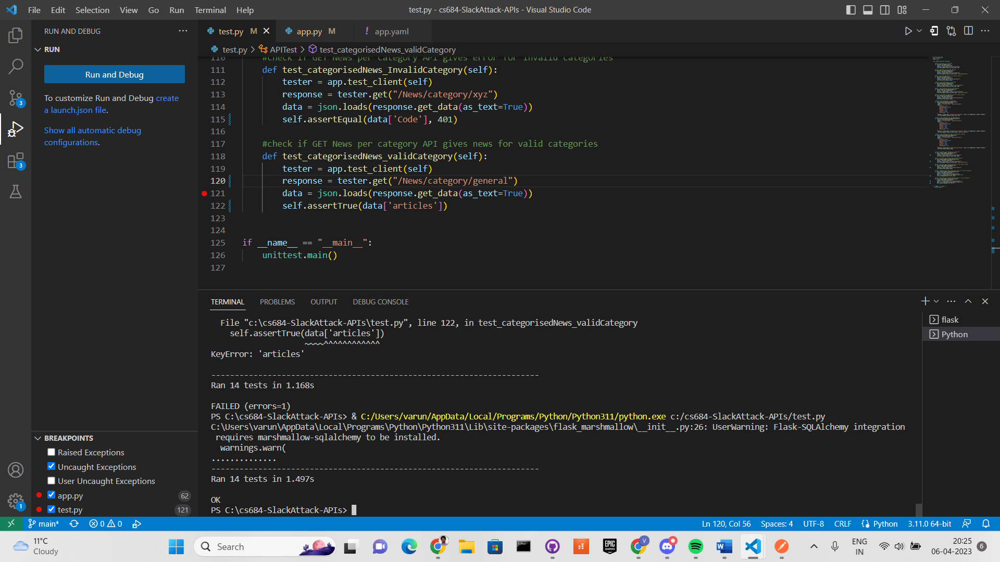 File Edit Selection View Go Run Terminal Help
test.py - cs684-SlackAttack-APIs - Visual Studio Code
RUN AND DEBUG
RUN
Run and Debug
To customize Run and Debug create
a launch.json file.
Show all automatic debug
configurations.
test.py M
app.py M
! app.yaml
test.py > APITest > test_categorisedNews_validCategory
110 #check if GET News per category API gives error for invalid categories
111 def test_categorisedNews_InvalidCategory(self):
112 tester = app.test_client(self)
113 response = tester.get("/News/category/xyz")
114 data = json.loads(response.get_data(as_text=True))
115 self.assertEqual(data['Code'], 401)
116
117 #check if GET News per category API gives news for valid categories
118 def test_categorisedNews_validCategory(self):
119 tester = app.test_client(self)
120 response = tester.get("/News/category/general")
121 data = json.loads(response.get_data(as_text=True))
122 self.assertTrue(data['articles'])
123
124
125 if __name__ == "__main__":
126 unittest.main()
127
TERMINAL PROBLEMS OUTPUT DEBUG CONSOLE
File "c:\cs684-SlackAttack-APIs\test.py", line 122, in test_categorisedNews_validCategory
self.assertTrue(data['articles'])
~~~~^^^^^^^^^^^^
KeyError: 'articles'
----------------------------------------------------------------------
Ran 14 tests in 1.168s
FAILED (errors=1)
PS C:\cs684-SlackAttack-APIs> & C:/Users/varun/AppData/Local/Programs/Python/Python311/python.exe c:/cs684-SlackAttack-APIs/test.py
C:\Users\varun\AppData\Local\Programs\Python\Python311\Lib\site-packages\flask_marshmallow\__init__.py:26: UserWarning: Flask-SQLAlchemy integration
requires marshmallow-sqlalchemy to be installed.
warnings.warn(
..............
----------------------------------------------------------------------
Ran 14 tests in 1.497s
OK
PS C:\cs684-SlackAttack-APIs>
flask
Python
3
3
1
BREAKPOINTS
Raised Exceptions
Uncaught Exceptions
User Uncaught Exceptions
app.py 62
test.py 121
main* 0 0
Ln 120, Col 56 Spaces: 4 UTF-8 CRLF Python 3.11.0 64-bit
11°C
Cloudy
Search
EPIC
GAMES
V
W
ENG
IN
20:25
06-04-2023
6